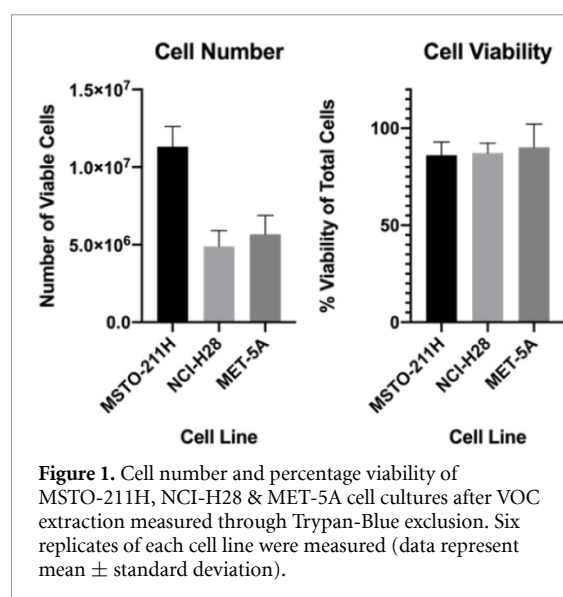 Cell Number
Number of Viable Cells
1.5×10⁷
1.0×10⁷
5.0×10⁶
0.0
MSTO-211H
NCI-H28
MET-5A
Cell Line
Cell Viability
% Viability of Total Cells
100
50
0
MSTO-211H
NCI-H28
MET-5A
Cell Line
Figure 1. Cell number and percentage viability of
MSTO-211H, NCI-H28 & MET-5A cell cultures after VOC
extraction measured through Trypan-Blue exclusion. Six
replicates of each cell line were measured (data represent
mean ± standard deviation).